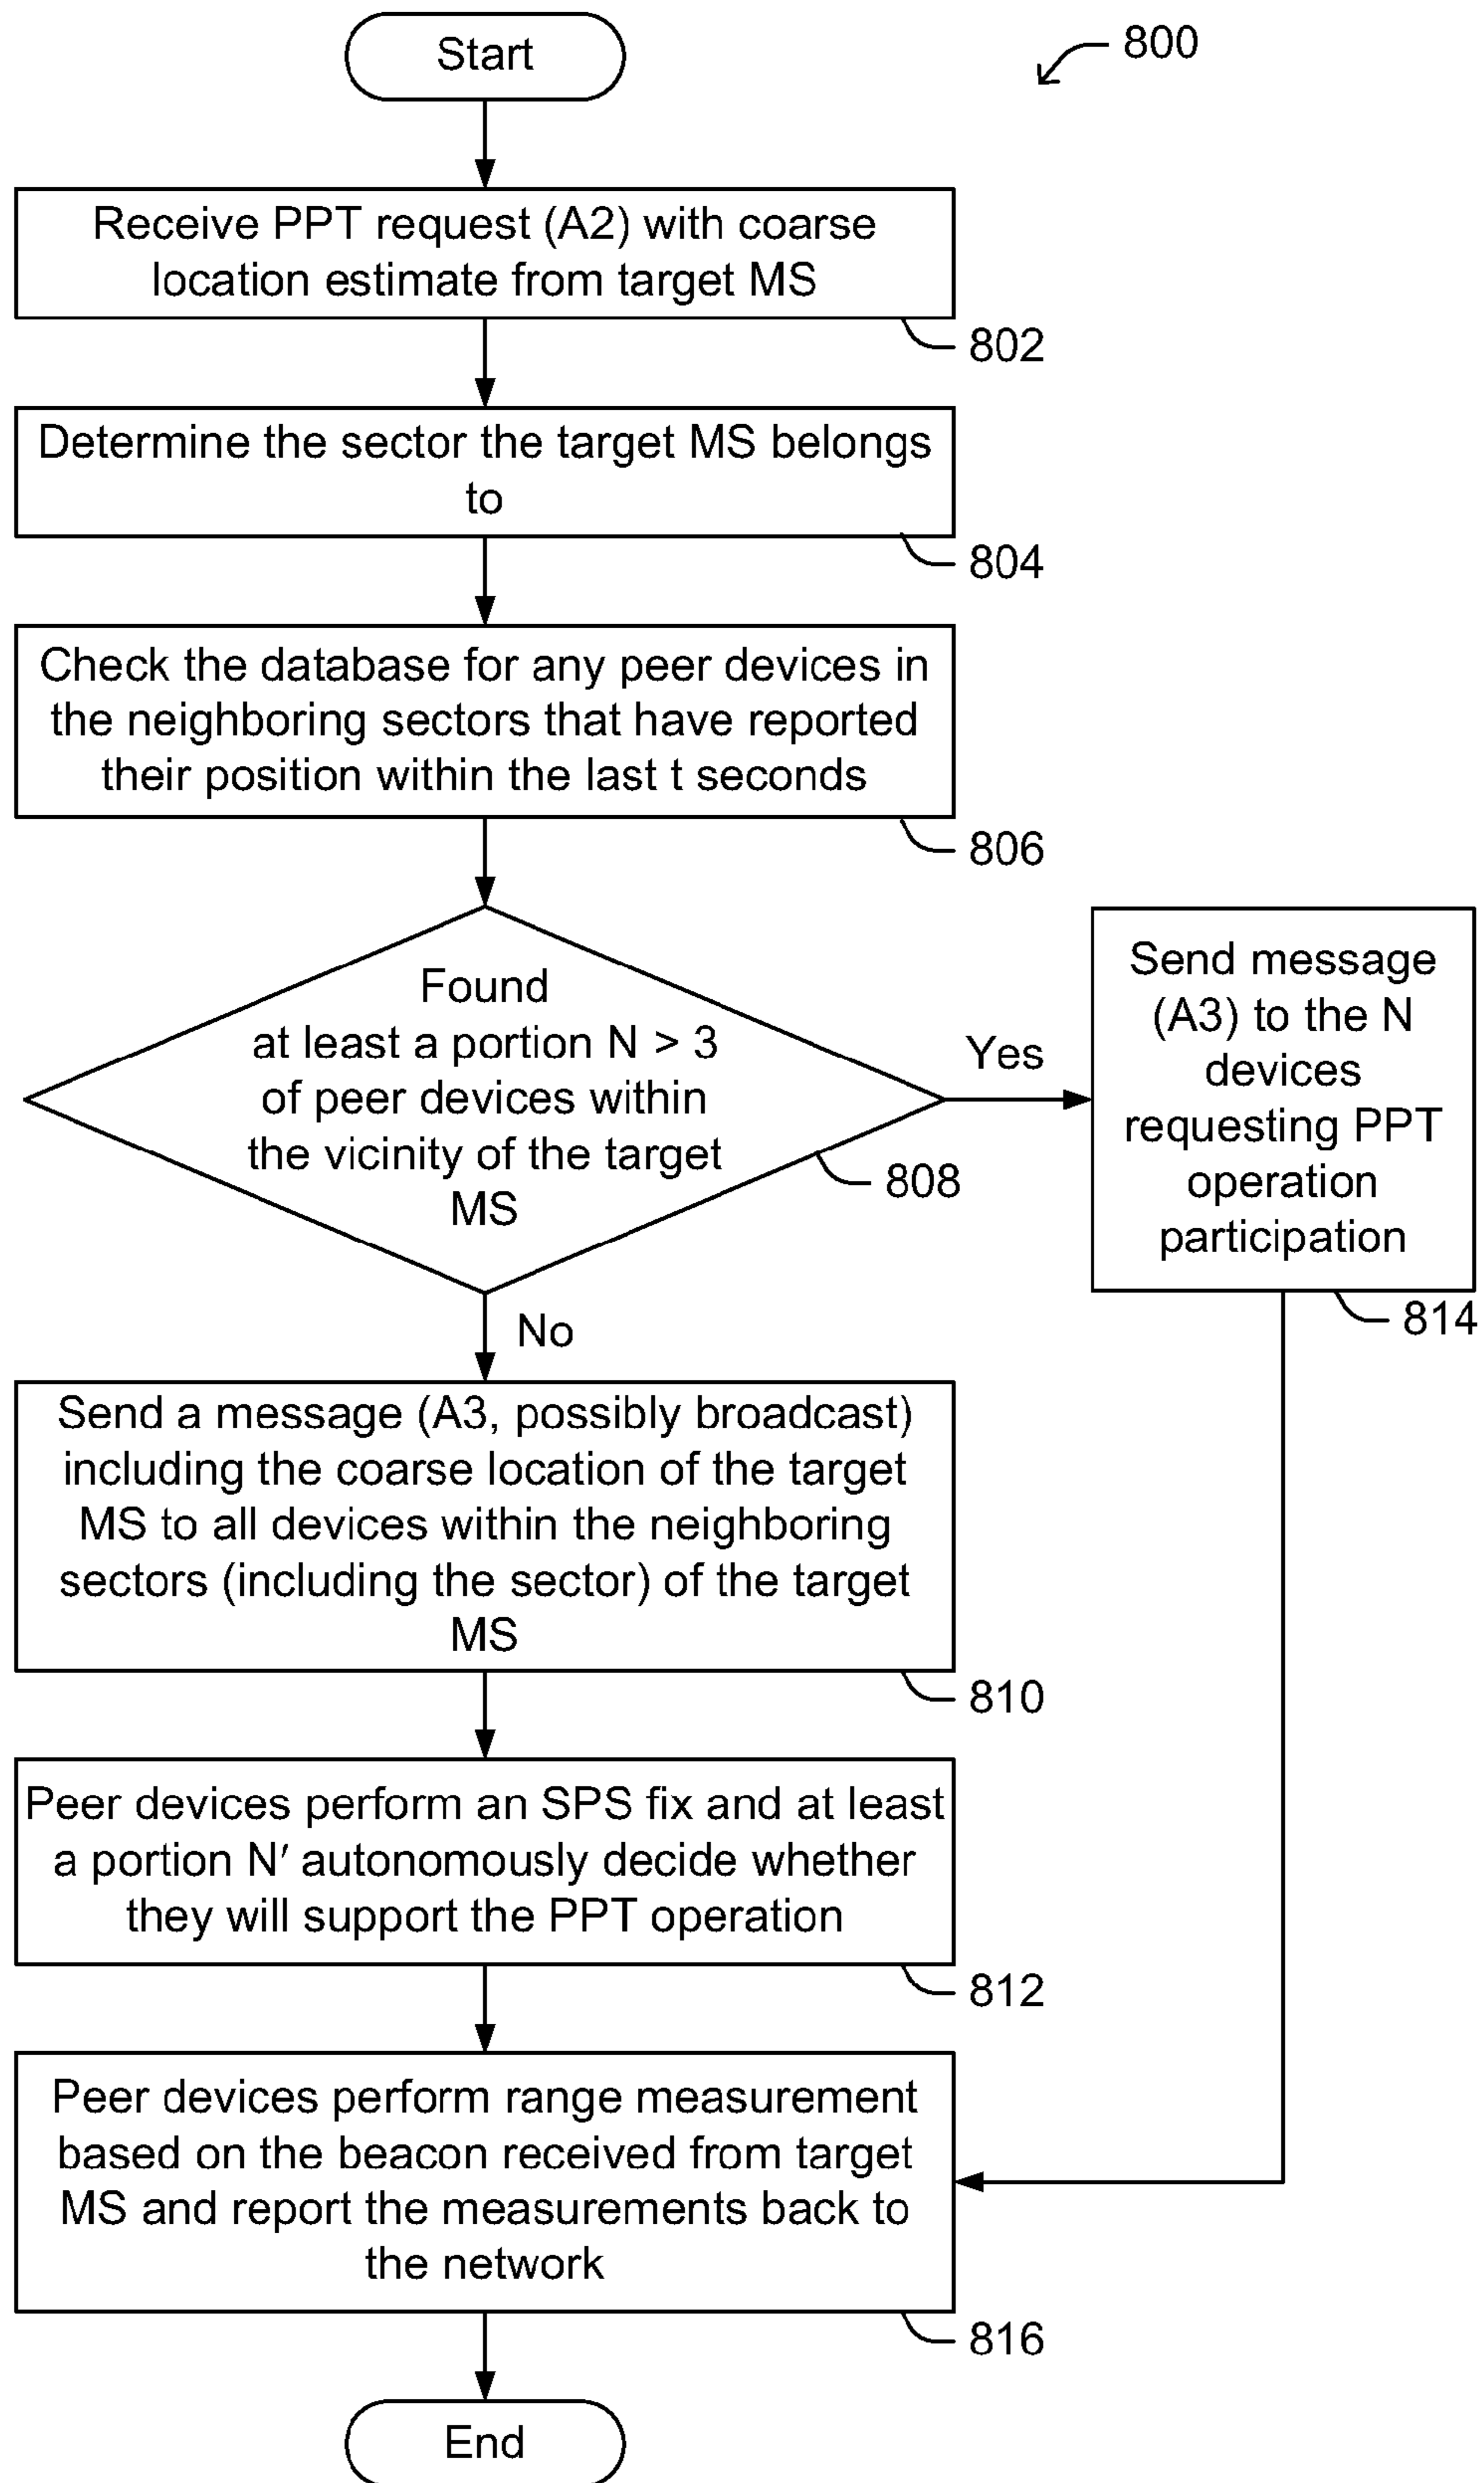 Start
800
Receive PPT request (A2) with coarse
location estimate from target MS
802
Determine the sector the target MS belongs
to
804
Check the database for any peer devices in
the neighboring sectors that have reported
their position within the last t seconds
806
Found
at least a portion N > 3
of peer devices within
the vicinity of the target
MS
808
Yes
Send message
(A3) to the N
devices
requesting PPT
operation
participation
814
No
Send a message (A3, possibly broadcast)
including the coarse location of the target
MS to all devices within the neighboring
sectors (including the sector) of the target
MS
810
Peer devices perform an SPS fix and at least
a portion N′ autonomously decide whether
they will support the PPT operation
812
Peer devices perform range measurement
based on the beacon received from target
MS and report the measurements back to
the network
816
End